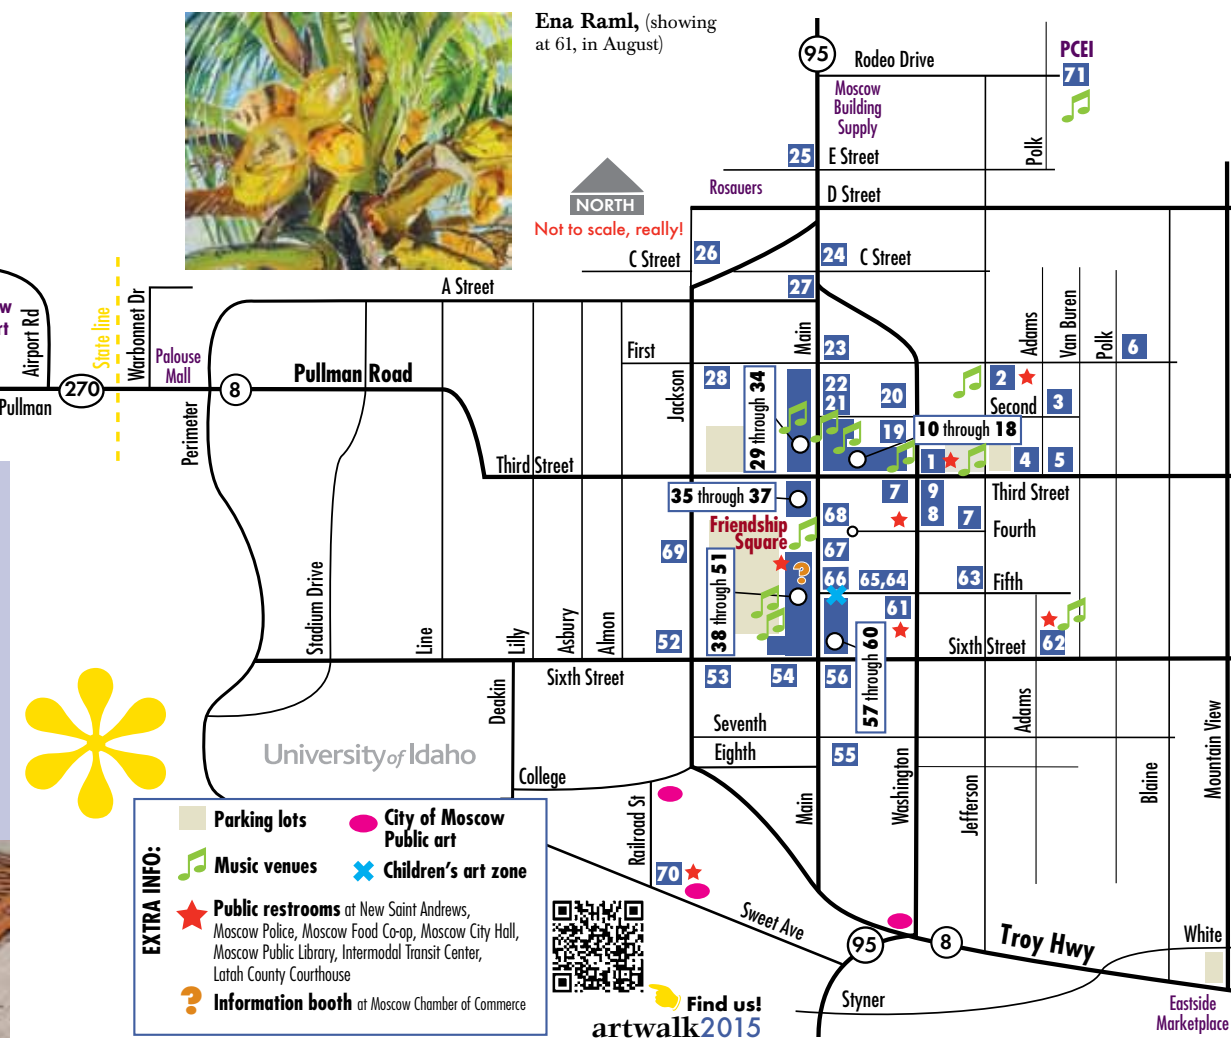 Ena Raml, (showing
at 61, in August)
95
Rodeo Drive
PCEI
71
Moscow
Building
Supply
Polk
25
E Street
NORTH
Not to scale, really!
Rosauers
D Street
26
C Street
24
C Street
27
A Street
w
rt
Airport Rd
State line
Warbonnet Dr
Palouse
Mall
270
Pullman
8
Pullman Road
Perimeter
First
Main
23
Adams
Van Buren
Polk
6
Jackson
28
29 through 34
22
21
20
2
Second
3
19
10 through 18
Third Street
1
4
5
35 through 37
7
9
8
7
Third Street
Fourth
68
Friendship
Square
67
69
38 through 51
?
66
65,64
63
Fifth
61
Stadium Drive
Line
Lilly
Asbury
Almon
52
Sixth Street
62
Sixth Street
53
54
56
57 through 60
Deakin
Seventh
Adams
Mountain View
University of Idaho
Eighth
55
College
Railroad St
Main
Washington
Jefferson
Blaine
EXTRA INFO:
Parking lots
City of Moscow
Public art
Music venues
Children's art zone
Public restrooms at New Saint Andrews,
Moscow Police, Moscow Food Co-op, Moscow City Hall,
Moscow Public Library, Intermodal Transit Center,
Latah County Courthouse
? Information booth at Moscow Chamber of Commerce
70
Sweet Ave
95
8
Troy Hwy
White
Styner
Eastside
Marketplace
Find us!
artwalk2015